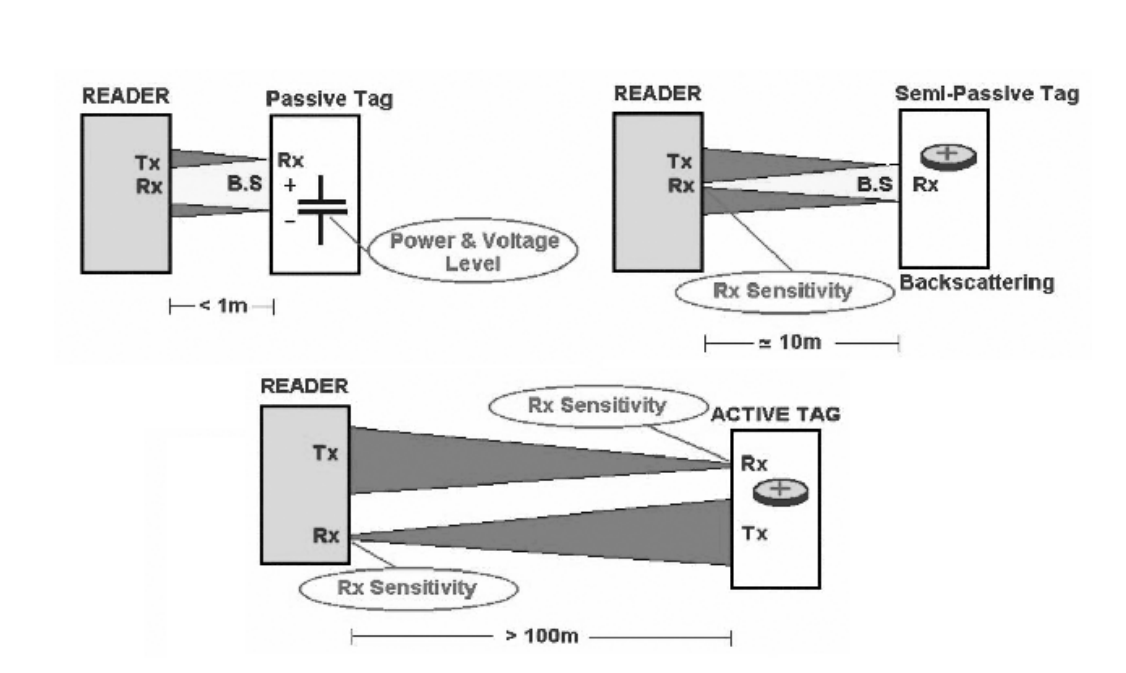 READER
Passive Tag
Tx
Rx
B.S
Rx
+
−
Power & Voltage
Level
< 1m
READER
Semi-Passive Tag
Tx
Rx
B.S
+
Rx
Rx Sensitivity
Backscattering
≃ 10m
READER
Rx Sensitivity
ACTIVE TAG
Tx
Rx
+
Rx
Tx
Rx Sensitivity
> 100m